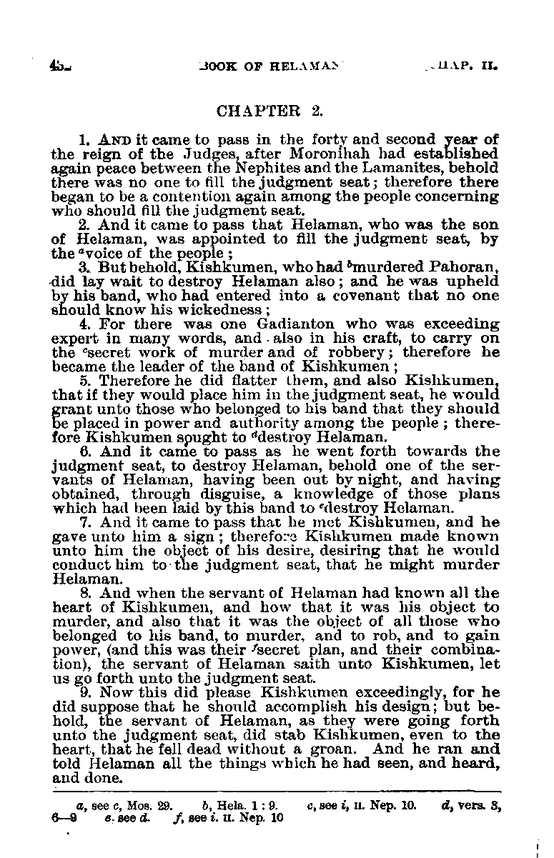 BOOK OF HELAMAN CHAP. II.
CHAPTER 2.
1. AND it came to pass in the forty and second year of
the reign of the Judges, after Moronihah had established
again peace between the Nephites and the Lamanites, behold
there was no one to fill the judgment seat; therefore there
began to be a contention again among the people concerning
who should fill the judgment seat.
2. And it came to pass that Helaman, who was the son
of Helaman, was appointed to fill the judgment seat, by
the ᵃvoice of the people;
3. But behold, Kishkumen, who had ᵇmurdered Pahoran,
did lay wait to destroy Helaman also; and he was upheld
by his band, who had entered into a covenant that no one
should know his wickedness;
4. For there was one Gadianton who was exceeding
expert in many words, and also in his craft, to carry on
the ᶜsecret work of murder and of robbery; therefore he
became the leader of the band of Kishkumen;
5. Therefore he did flatter them, and also Kishkumen,
that if they would place him in the judgment seat, he would
grant unto those who belonged to his band that they should
be placed in power and authority among the people; there-
fore Kishkumen sought to ᵈdestroy Helaman.
6. And it came to pass as he went forth towards the
judgment seat, to destroy Helaman, behold one of the ser-
vants of Helaman, having been out by night, and having
obtained, through disguise, a knowledge of those plans
which had been laid by this band to ᵉdestroy Helaman.
7. And it came to pass that he met Kishkumen, and he
gave unto him a sign; therefore Kishkumen made known
unto him the object of his desire, desiring that he would
conduct him to the judgment seat, that he might murder
Helaman.
8. And when the servant of Helaman had known all the
heart of Kishkumen, and how that it was his object to
murder, and also that it was the object of all those who
belonged to his band, to murder, and to rob, and to gain
power, (and this was their ᶠsecret plan, and their combina-
tion), the servant of Helaman saith unto Kishkumen, let
us go forth unto the judgment seat.
9. Now this did please Kishkumen exceedingly, for he
did suppose that he should accomplish his design; but be-
hold, the servant of Helaman, as they were going forth
unto the judgment seat, did stab Kishkumen, even to the
heart, that he fell dead without a groan. And he ran and
told Helaman all the things which he had seen, and heard,
and done.
a, see c, Mos. 29. b, Hela. 1:9. c, see i, II. Nep. 10. d, vers. 3,
6—9 e, see d. f, see i. II. Nep. 10